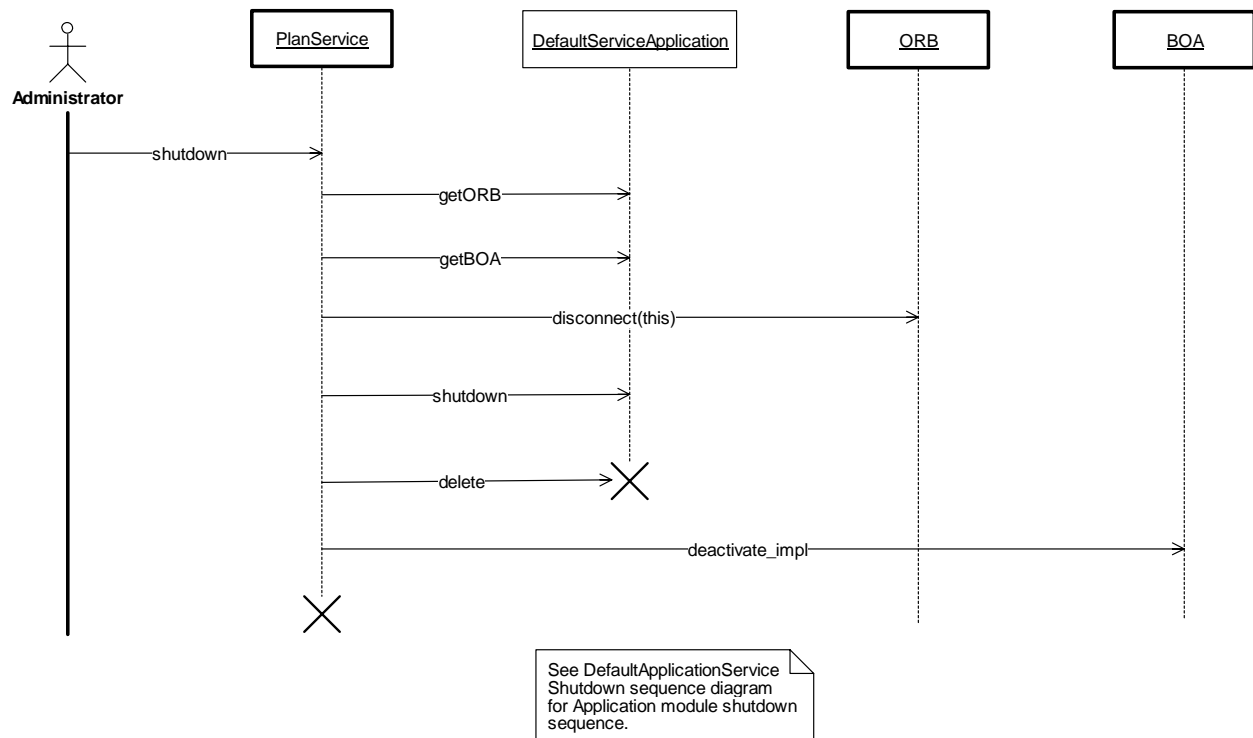 PlanService
DefaultServiceApplication
ORB
BOA
Administrator
shutdown
getORB
getBOA
disconnect(this)
shutdown
delete
deactivate_impl
See DefaultApplicationService
Shutdown sequence diagram
for Application module shutdown
sequence.